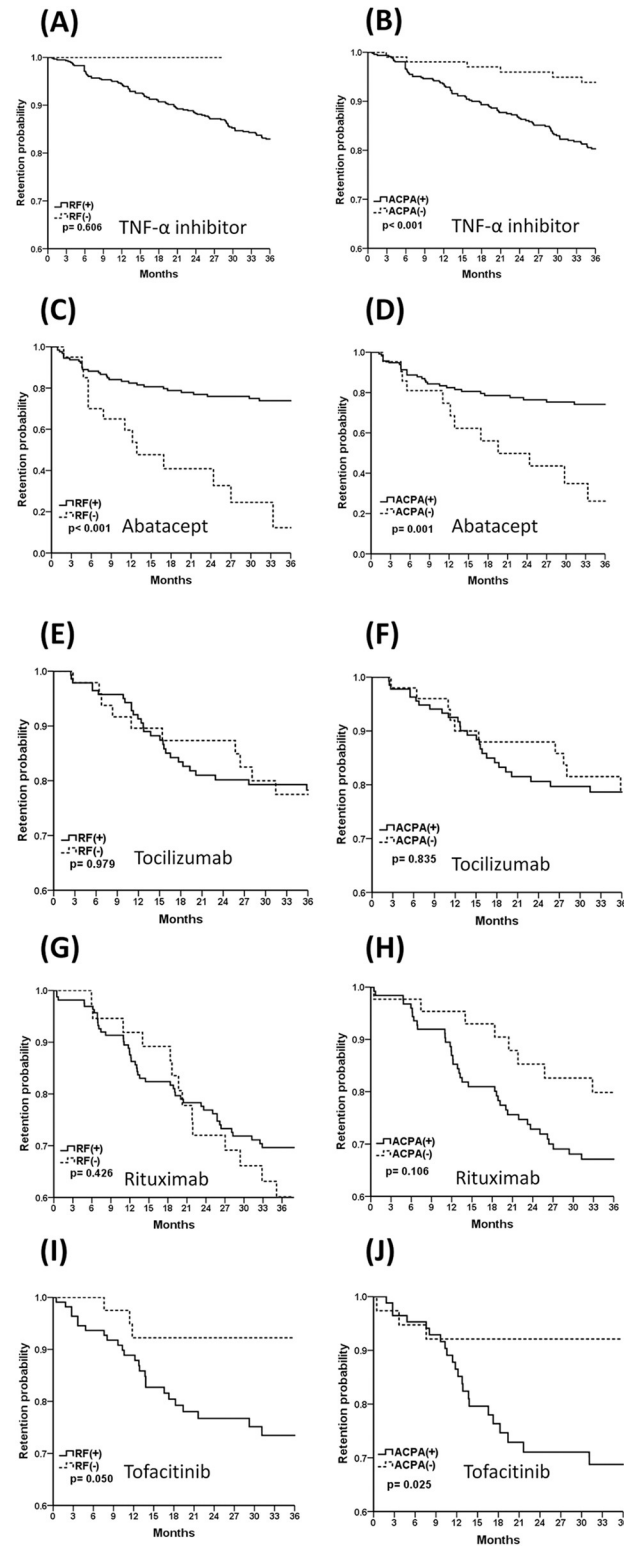 (A)
(B)
Retention probability
1.0
0.9
0.8
0.7
0.6
RF(+)
RF(-)
p= 0.606
TNF-α inhibitor
0 3 6 9 12 15 18 21 24 27 30 33 36
Months
Retention probability
1.0
0.9
0.8
0.7
0.6
ACPA(+)
ACPA(-)
p< 0.001
TNF-α inhibitor
0 3 6 9 12 15 18 21 24 27 30 33 36
Months
(C)
(D)
Retention probability
1.0
0.8
0.6
0.4
0.2
0.0
RF(+)
RF(-)
p< 0.001
Abatacept
0 3 6 9 12 15 18 21 24 27 30 33 36
Months
Retention probability
1.0
0.8
0.6
0.4
0.2
0.0
ACPA(+)
ACPA(-)
p= 0.001
Abatacept
0 3 6 9 12 15 18 21 24 27 30 33 36
Months
(E)
(F)
Retention probability
1.0
0.9
0.8
0.7
0.6
RF(+)
RF(-)
p= 0.979
Tocilizumab
0 3 6 9 12 15 18 21 24 27 30 33 36
Months
Retention probability
1.0
0.9
0.8
0.7
0.6
ACPA(+)
ACPA(-)
p= 0.835
Tocilizumab
0 3 6 9 12 15 18 21 24 27 30 33 36
Months
(G)
(H)
Retention probability
1.0
0.9
0.8
0.7
0.6
RF(+)
RF(-)
p= 0.426
Rituximab
0 3 6 9 12 15 18 21 24 27 30 33 36
Months
Retention probability
1.0
0.9
0.8
0.7
0.6
ACPA(+)
ACPA(-)
p= 0.106
Rituximab
0 3 6 9 12 15 18 21 24 27 30 33 36
Months
(I)
(J)
Retention probability
1.0
0.9
0.8
0.7
0.6
RF(+)
RF(-)
p= 0.050
Tofacitinib
0 3 6 9 12 15 18 21 24 27 30 33 36
Months
Retention probability
1.0
0.9
0.8
0.7
0.6
ACPA(+)
ACPA(-)
p= 0.025
Tofacitinib
0 3 6 9 12 15 18 21 24 27 30 33 36
Months